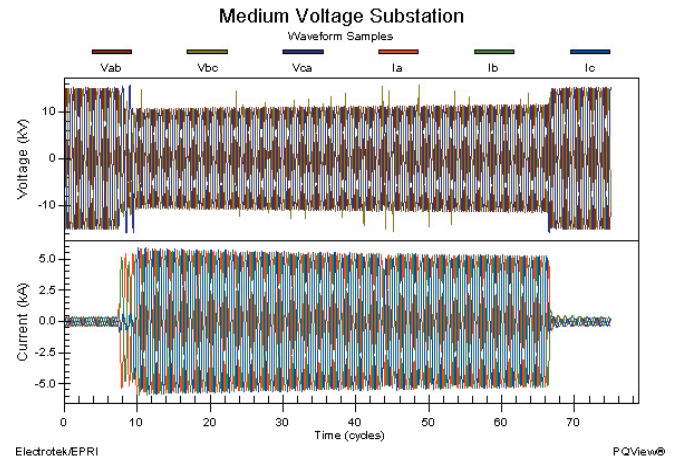 Medium Voltage Substation
Waveform Samples
Vab Vbc Vca Ia Ib Ic
Voltage (kV)
10
0
-10
Current (kA)
5.0
2.5
0.0
-2.5
-5.0
0 10 20 30 40 50 60 70
Time (cycles)
Electrotek/EPRI PQView®